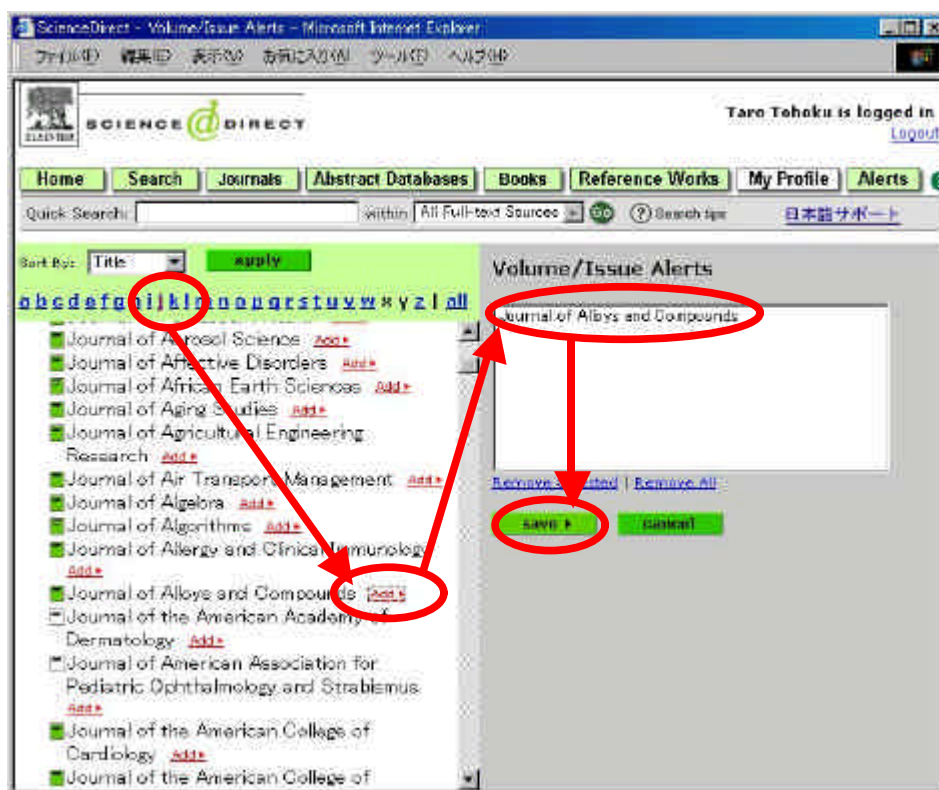 ScienceDirect - Volume/Issue Alerts - Microsoft Internet Explorer
ファイル(F) 編集(E) 表示(V) お気に入り(A) ツール(T) ヘルプ(H)
SCIENCE @ DIRECT
Taro Tohoku is logged in
Logout
Home Search Journals Abstract Databases Books Reference Works My Profile Alerts
Quick Search: within All Full-text Sources Go ? Search tips 日本語サポート
Sort By: Title Apply
a b c d e f g h i j k l m n o p q r s t u v w x y z | all
Journal of Aerosol Science Add
Journal of Affective Disorders Add
Journal of African Earth Sciences Add
Journal of Aging Studies Add
Journal of Agricultural Engineering
Research Add
Journal of Air Transport Management Add
Journal of Algebra Add
Journal of Algorithms Add
Journal of Allergy and Clinical Immunology
Add
Journal of Alloys and Compounds Add
Journal of the American Academy of
Dermatology Add
Journal of American Association for
Pediatric Ophthalmology and Strabismus
Add
Journal of the American College of
Cardiology Add
Journal of the American College of
Volume/Issue Alerts
Journal of Alloys and Compounds
Remove Selected | Remove All
save cancel